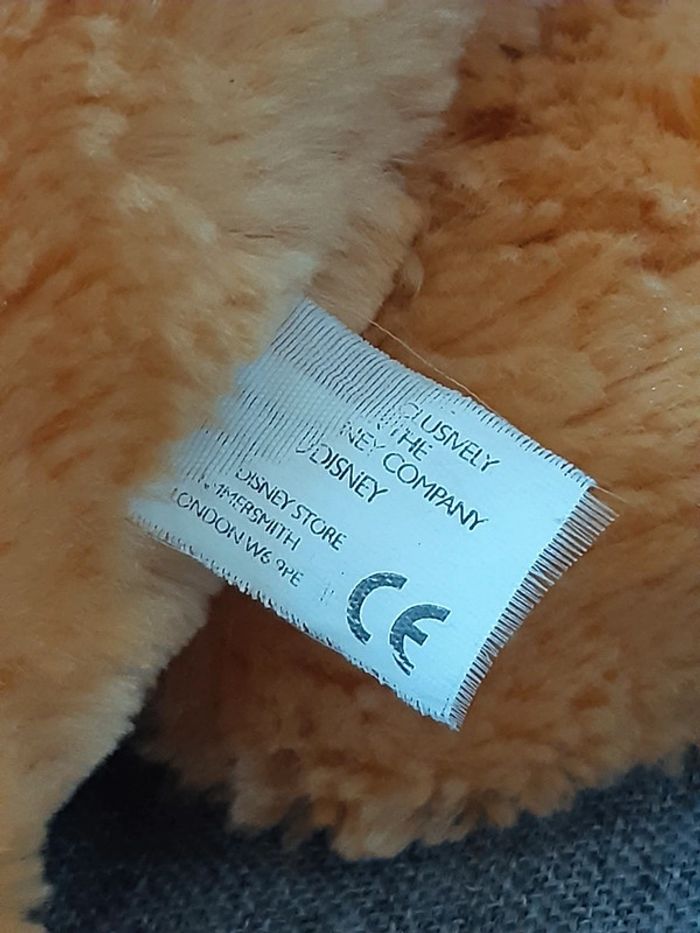 CLUSIVELY
THE
NEY COMPANY
DISNEY
DISNEY STORE
MMERSMITH
LONDON W6 9PE
CE